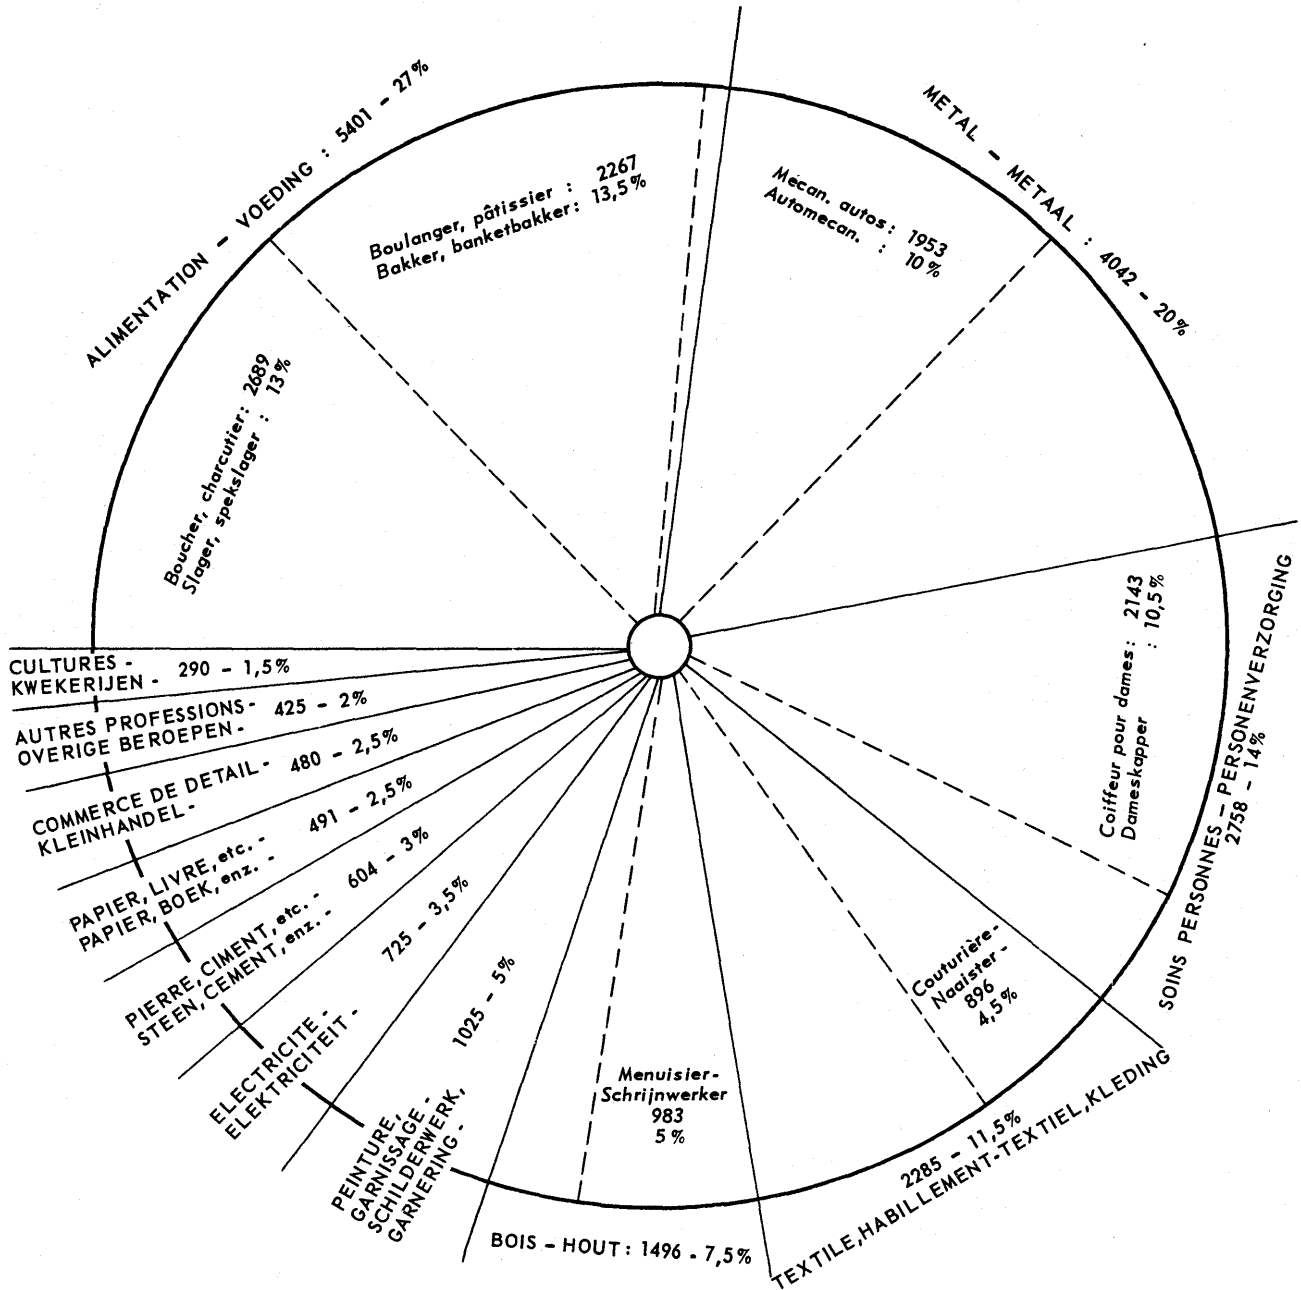 ALIMENTATION – VOEDING : 5401 – 27%
Boulanger, pâtissier : 2267
Bakker, banketbakker: 13,5%
Boucher, charcutier: 2689
Slager, spekslager : 13%
METAL – METAAL : 4042 – 20%
Mécan. autos: 1953
Automecan. : 10%
SOINS PERSONNES – PERSONENVERZORGING
2758 – 14%
Coiffeur pour dames: 2143
Dameskapper : 10,5%
TEXTILE,HABILLEMENT-TEXTIEL,KLEDING
2285 – 11,5%
Couturière-
Naaister -
896
4,5%
BOIS – HOUT: 1496 - 7,5%
Menuisier-
Schrijnwerker
983
5%
PEINTURE,
GARNISSAGE -
SCHILDERWERK,
GARNERING -
1025 – 5%
ELECTRICITE -
ELEKTRICITEIT -
725 – 3,5%
PIERRE, CIMENT, etc. -
STEEN, CEMENT, enz. -
604 – 3%
PAPIER, LIVRE, etc. -
PAPIER, BOEK, enz. -
491 – 2,5%
COMMERCE DE DETAIL -
KLEINHANDEL -
480 – 2,5%
AUTRES PROFESSIONS-
OVERIGE BEROEPEN -
425 – 2%
CULTURES -
KWEKERIJEN -
290 – 1,5%